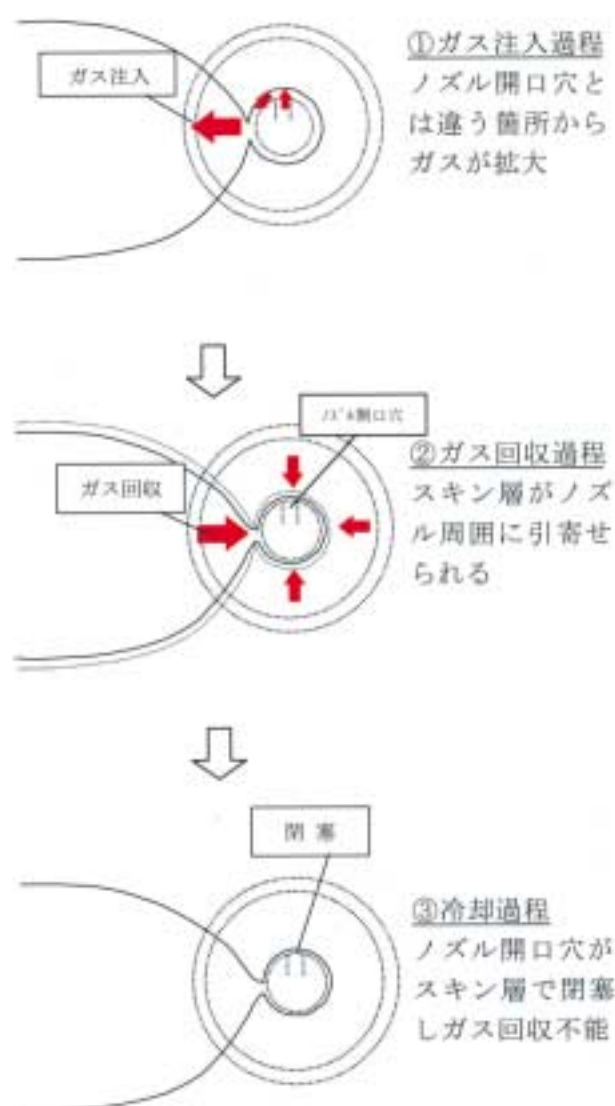 ①ガス注入過程
ガス注入
ノズル開口穴と
は違う箇所から
ガスが拡大
ﾉｽﾞﾙ開口穴
②ガス回収過程
ガス回収
スキン層がノズ
ル周囲に引寄せ
られる
閉塞
③冷却過程
ノズル開口穴が
スキン層で閉塞
しガス回収不能